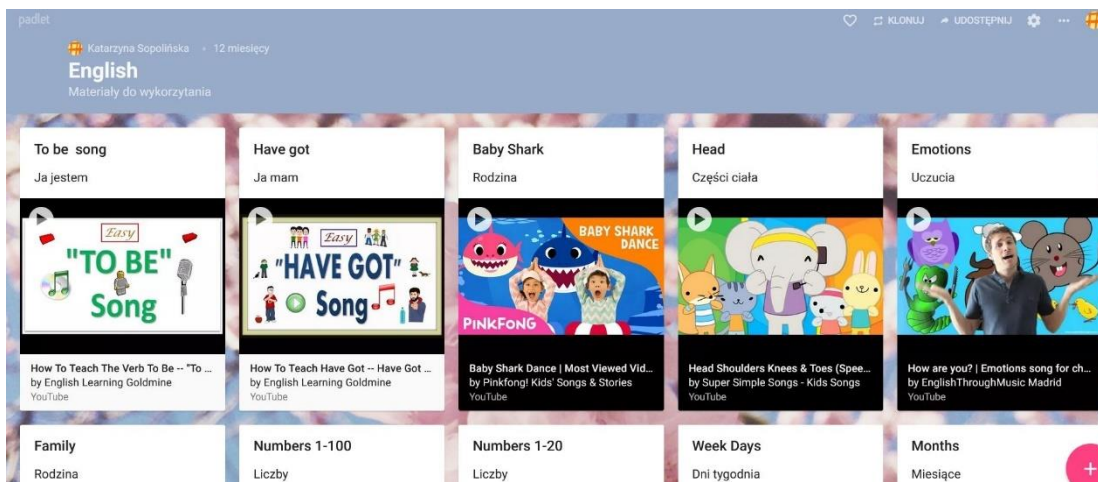 padlet
KLONUJ
UDOSTĘPNIJ
Katarzyna Sopolińska • 12 miesięcy
English
Materiały do wykorzytania
To be song
Ja jestem
Easy
"TO BE"
Song
How To Teach The Verb To Be -- "To ...
by English Learning Goldmine
YouTube
Have got
Ja mam
Easy
"HAVE GOT"
Song
How To Teach Have Got -- Have Got ...
by English Learning Goldmine
YouTube
Baby Shark
Rodzina
BABY SHARK
DANCE
PINKFONG
Baby Shark Dance | Most Viewed Vid...
by Pinkfong! Kids' Songs & Stories
YouTube
Head
Części ciała
Head Shoulders Knees & Toes (Spee...
by Super Simple Songs - Kids Songs
YouTube
Emotions
Uczucia
How are you? | Emotions song for ch...
by EnglishThroughMusic Madrid
YouTube
Family
Rodzina
Numbers 1-100
Liczby
Numbers 1-20
Liczby
Week Days
Dni tygodnia
Months
Miesiące